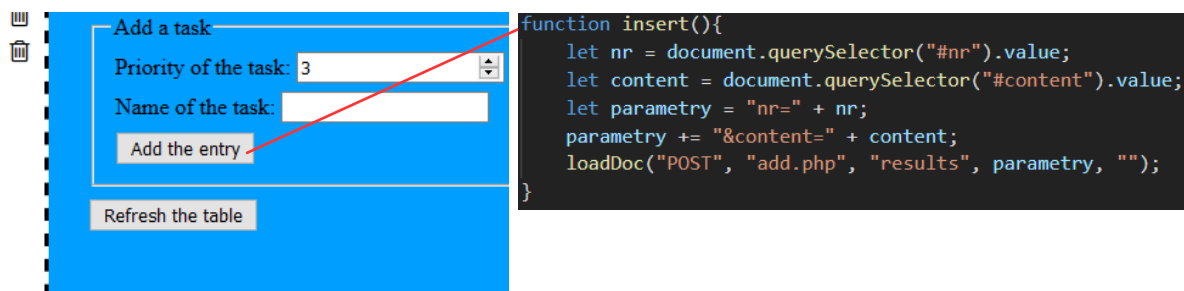 Add a task
Priority of the task: 3
Name of the task:
Add the entry
Refresh the table
function insert(){
    let nr = document.querySelector("#nr").value;
    let content = document.querySelector("#content").value;
    let parametry = "nr=" + nr;
    parametry += "&content=" + content;
    loadDoc("POST", "add.php", "results", parametry, "");
}